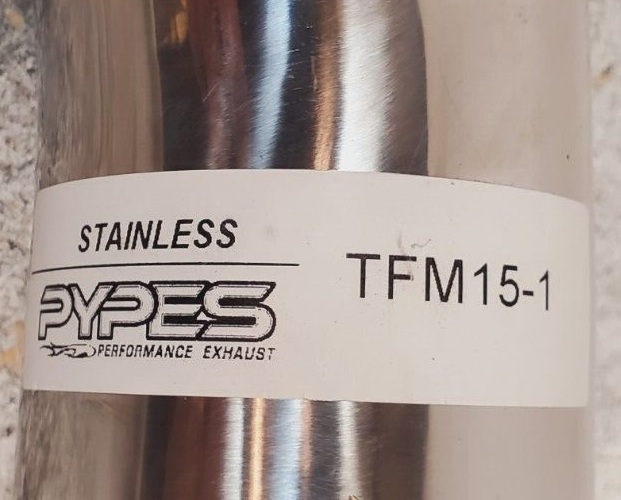 STAINLESS
PYPES
PERFORMANCE EXHAUST
TFM15-1